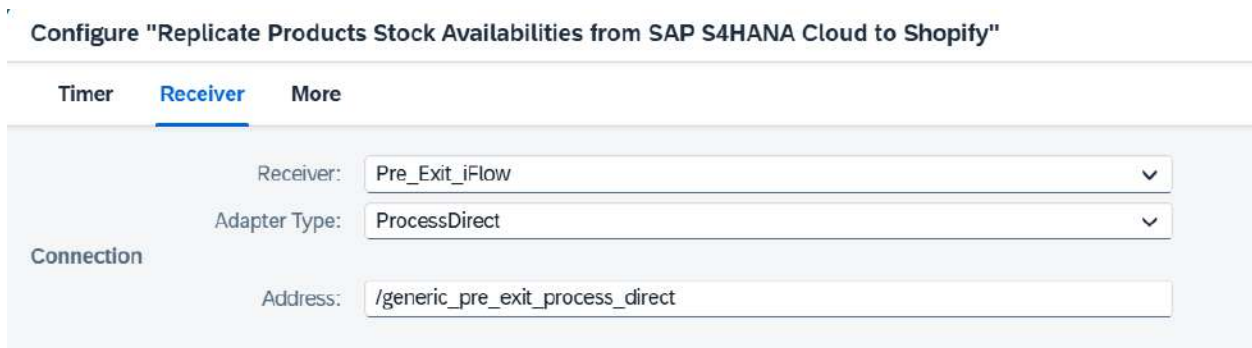 Configure "Replicate Products Stock Availabilities from SAP S4HANA Cloud to Shopify"
Timer Receiver More
Receiver: Pre_Exit_iFlow
Adapter Type: ProcessDirect
Connection
Address: /generic_pre_exit_process_direct